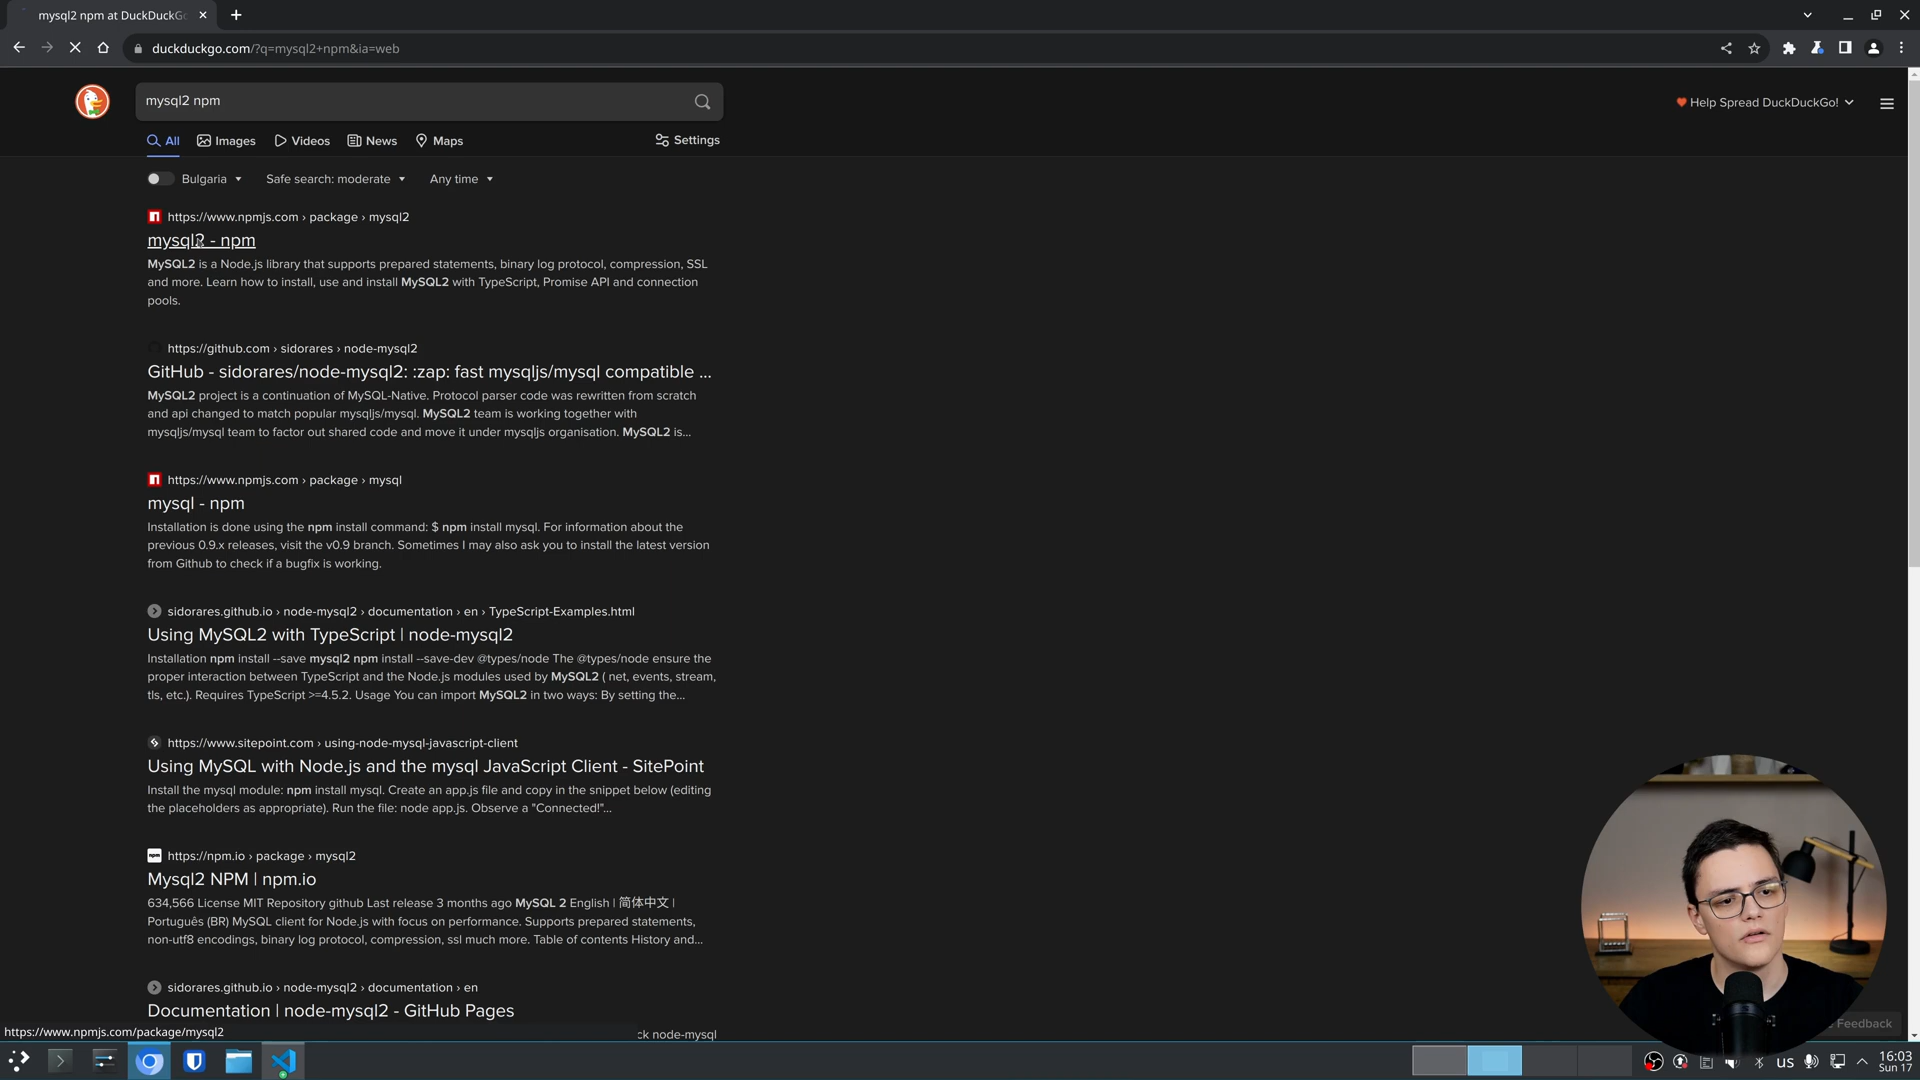 mysql2 npm at DuckDuckG
duckduckgo.com/?q=mysql2+npm&ia=web
mysql2 npm
Help Spread DuckDuckGo!
All Images Videos News Maps Settings
Bulgaria Safe search: moderate Any time
https://www.npmjs.com › package › mysql2
mysql2 - npm
MySQL2 is a Node.js library that supports prepared statements, binary log protocol, compression, SSL
and more. Learn how to install, use and install MySQL2 with TypeScript, Promise API and connection
pools.
https://github.com › sidorares › node-mysql2
GitHub - sidorares/node-mysql2: :zap: fast mysqljs/mysql compatible ...
MySQL2 project is a continuation of MySQL-Native. Protocol parser code was rewritten from scratch
and api changed to match popular mysqljs/mysql. MySQL2 team is working together with
mysqljs/mysql team to factor out shared code and move it under mysqljs organisation. MySQL2 is...
https://www.npmjs.com › package › mysql
mysql - npm
Installation is done using the npm install command: $ npm install mysql. For information about the
previous 0.9.x releases, visit the v0.9 branch. Sometimes I may also ask you to install the latest version
from Github to check if a bugfix is working.
sidorares.github.io › node-mysql2 › documentation › en › TypeScript-Examples.html
Using MySQL2 with TypeScript | node-mysql2
Installation npm install --save mysql2 npm install --save-dev @types/node The @types/node ensure the
proper interaction between TypeScript and the Node.js modules used by MySQL2 ( net, events, stream,
tls, etc.). Requires TypeScript >=4.5.2. Usage You can import MySQL2 in two ways: By setting the...
https://www.sitepoint.com › using-node-mysql-javascript-client
Using MySQL with Node.js and the mysql JavaScript Client - SitePoint
Install the mysql module: npm install mysql. Create an app.js file and copy in the snippet below (editing
the placeholders as appropriate). Run the file: node app.js. Observe a "Connected!"...
https://npm.io › package › mysql2
Mysql2 NPM | npm.io
634,566 License MIT Repository github Last release 3 months ago MySQL 2 English | 简体中文 |
Português (BR) MySQL client for Node.js with focus on performance. Supports prepared statements,
non-utf8 encodings, binary log protocol, compression, ssl much more. Table of contents History and...
sidorares.github.io › node-mysql2 › documentation › en
Documentation | node-mysql2 - GitHub Pages
ck node-mysql
Feedback
https://www.npmjs.com/package/mysql2
us
16:03
Sun 17